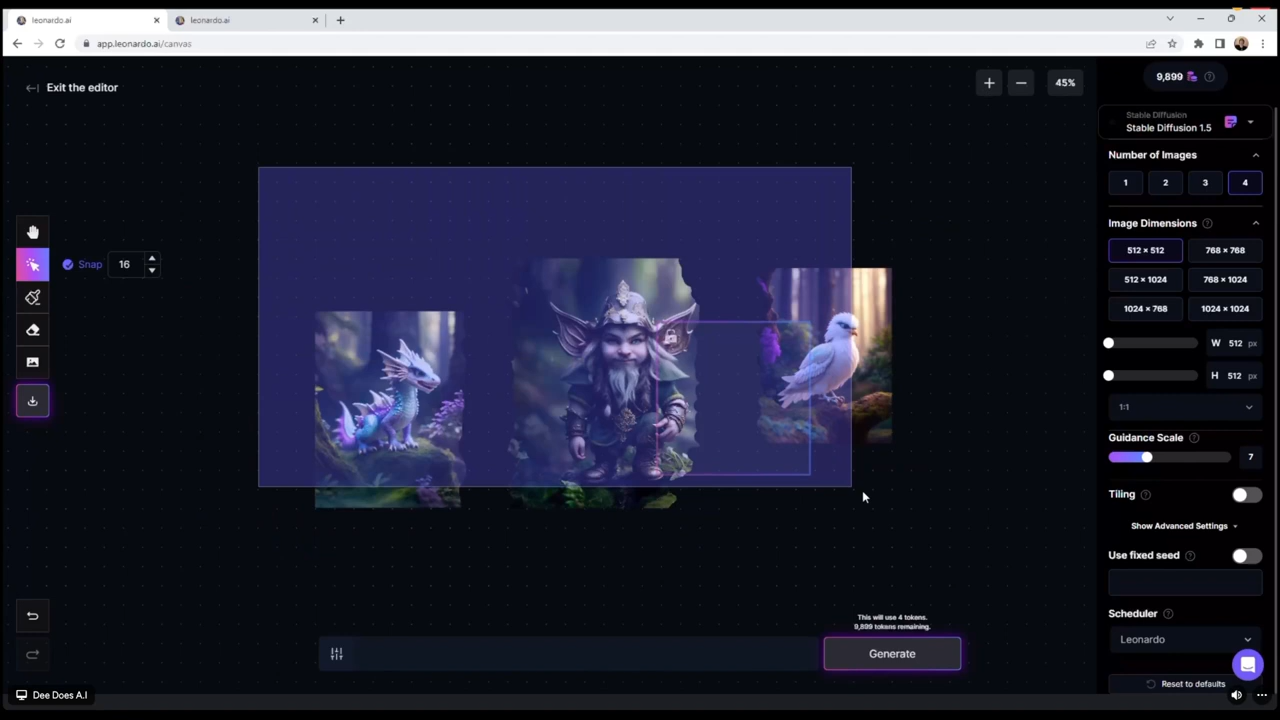 leonardo.ai
leonardo.ai
app.leonardo.ai/canvas
Exit the editor
45%
9,899
Stable Diffusion
Stable Diffusion 1.5
Number of Images
1 2 3 4
Image Dimensions
512 × 512 768 × 768
512 × 1024 768 × 1024
1024 × 768 1024 × 1024
W 512 px
H 512 px
1:1
Guidance Scale
7
Tiling
Show Advanced Settings
Use fixed seed
Scheduler
Leonardo
Reset to defaults
Snap 16
This will use 4 tokens.
9,899 tokens remaining.
Generate
Dee Does A.I